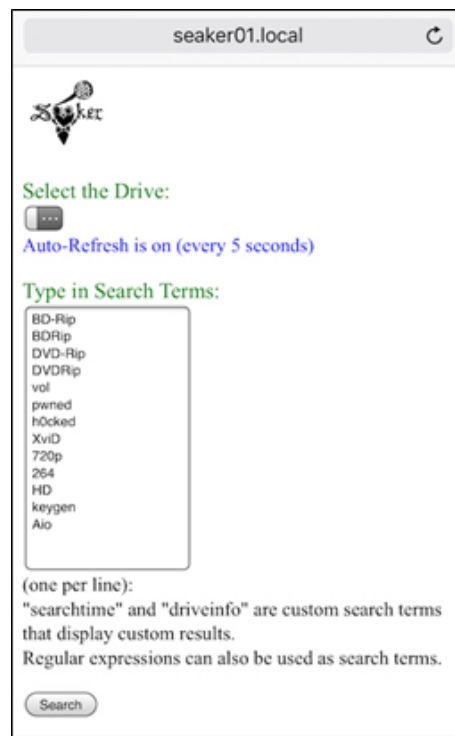 seaker01.local
Seaker
Select the Drive:
...
Auto-Refresh is on (every 5 seconds)
Type in Search Terms:
BD-Rip
BDRip
DVD-Rip
DVDRip
vol
pwned
h0cked
XviD
720p
264
HD
keygen
Aio
(one per line):
"searchtime" and "driveinfo" are custom search terms
that display custom results.
Regular expressions can also be used as search terms.
Search